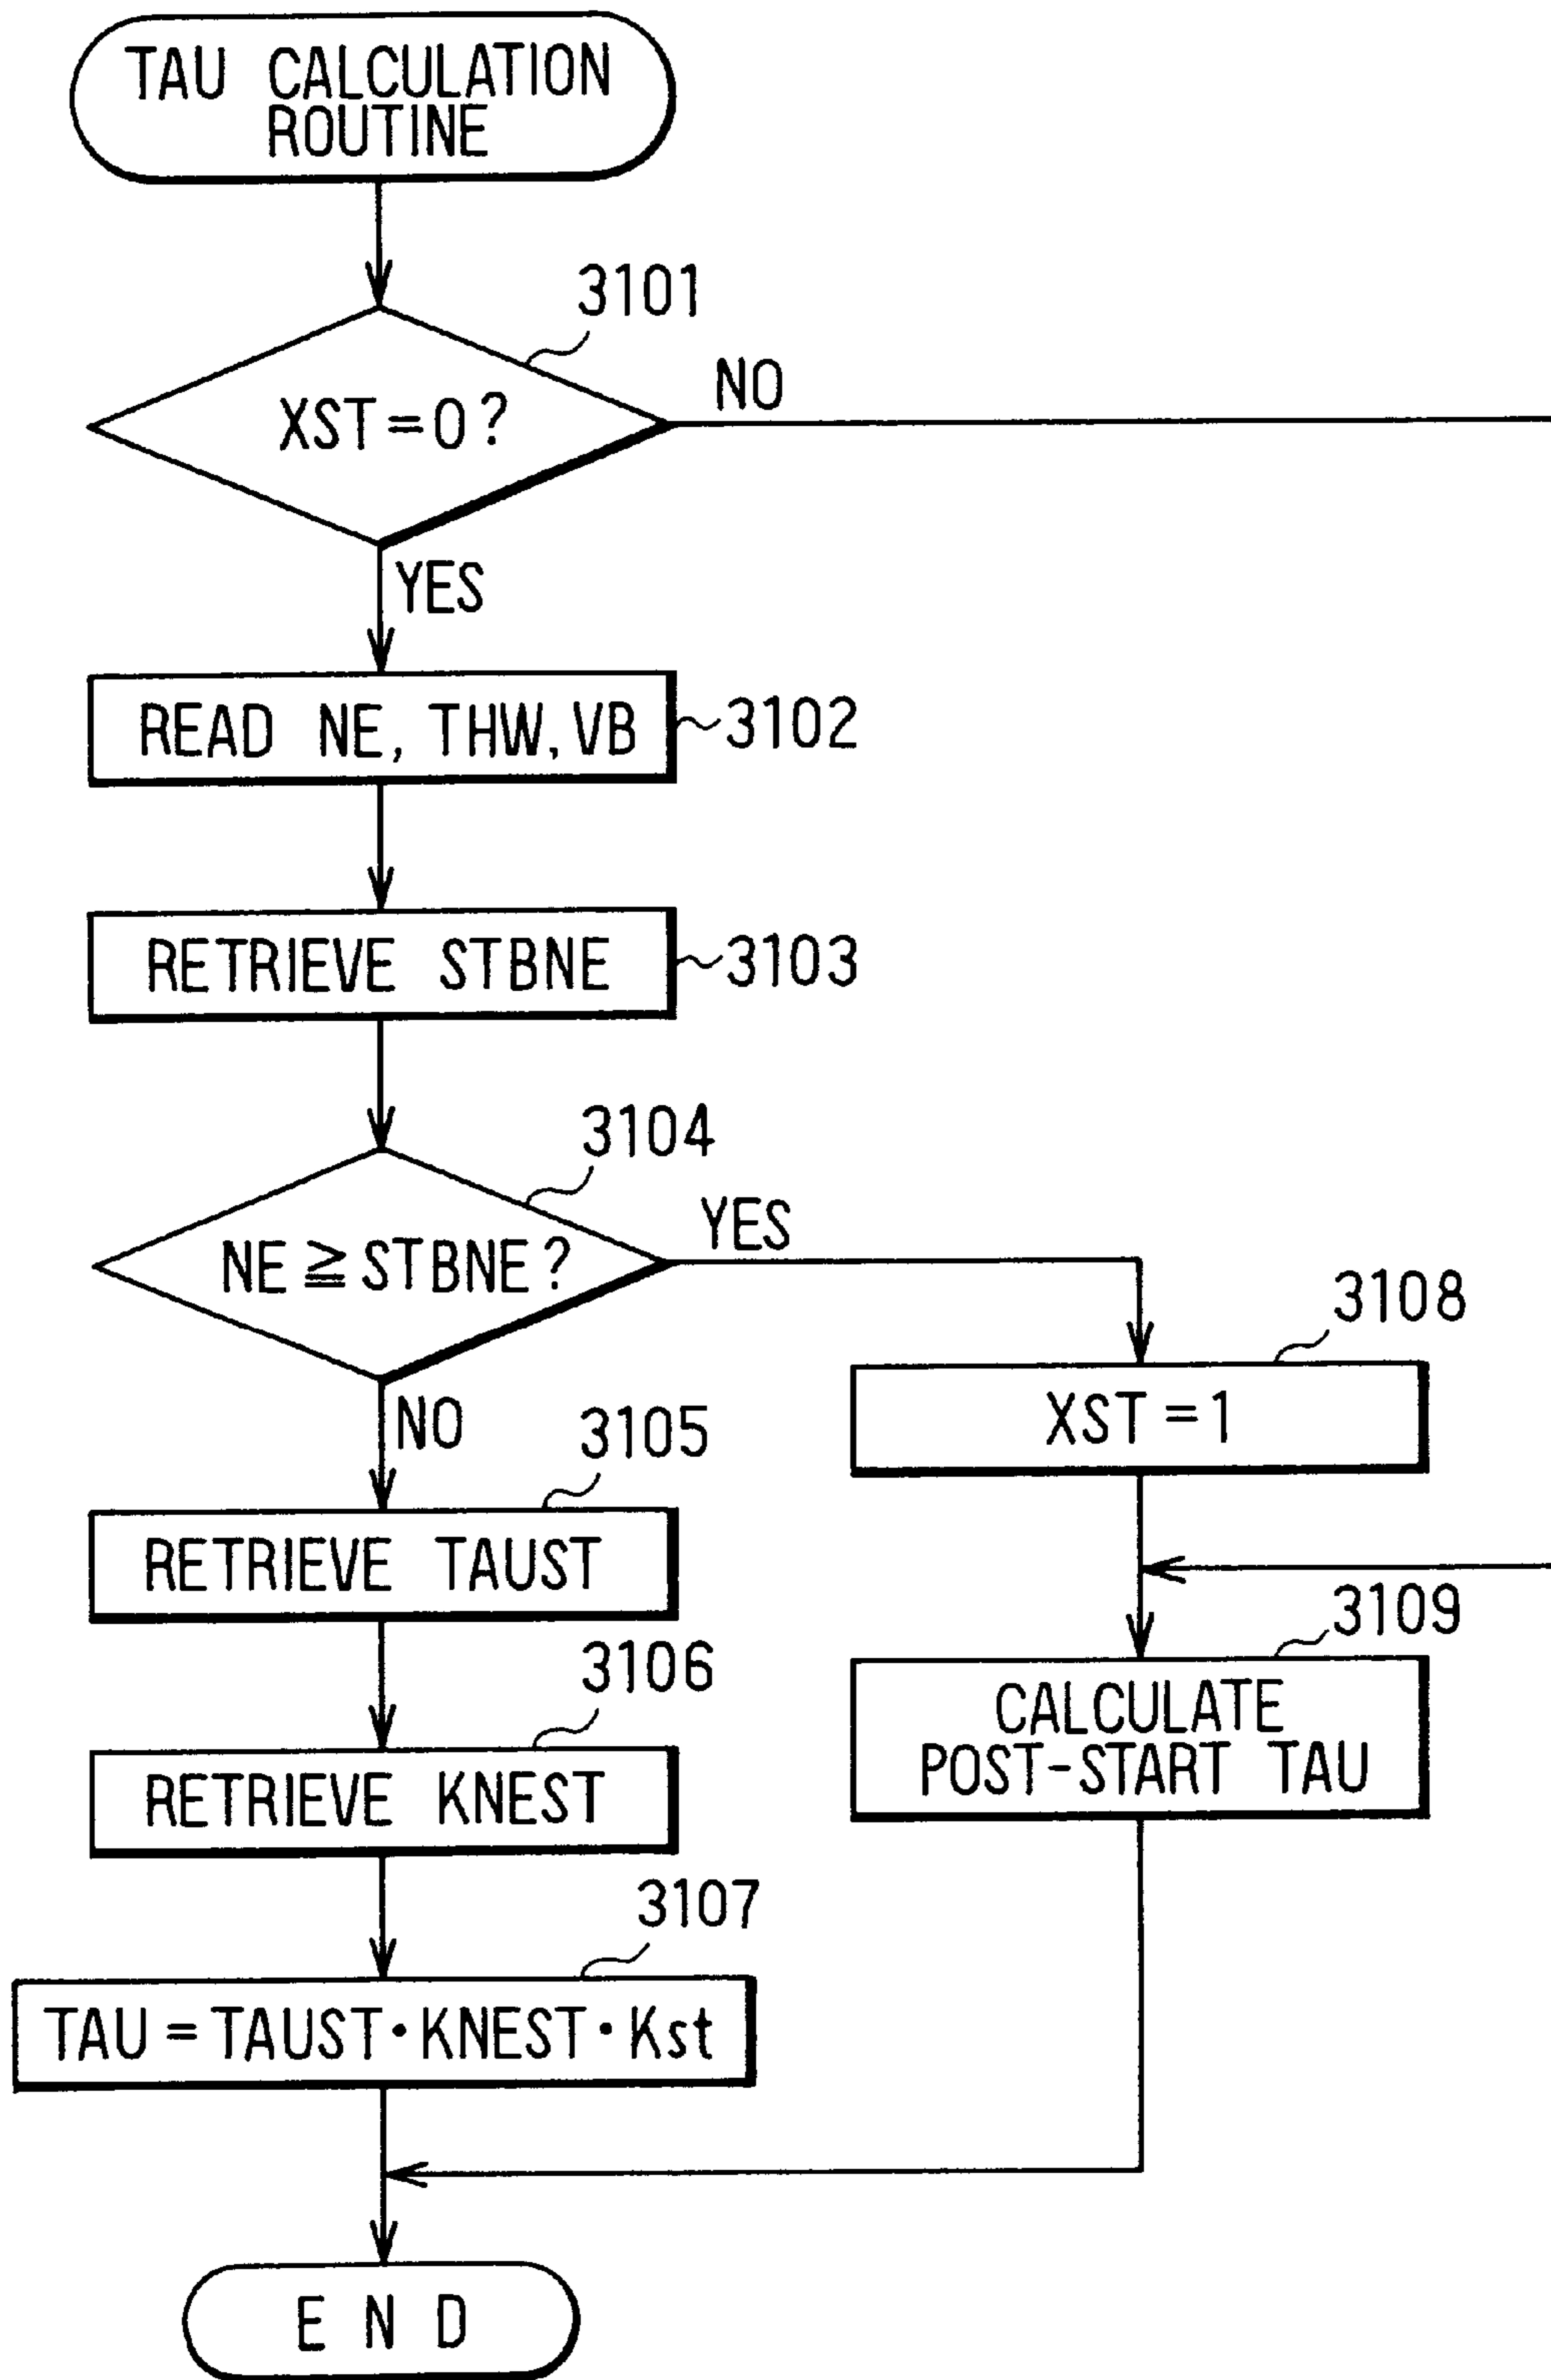 TAU CALCULATION
ROUTINE
3101
XST=0?
NO
YES
READ NE, THW, VB
3102
RETRIEVE STBNE
3103
3104
NE ≧ STBNE?
YES
NO
3108
XST=1
3105
RETRIEVE TAUST
3109
CALCULATE
POST-START TAU
3106
RETRIEVE KNEST
3107
TAU=TAUST·KNEST·Kst
END